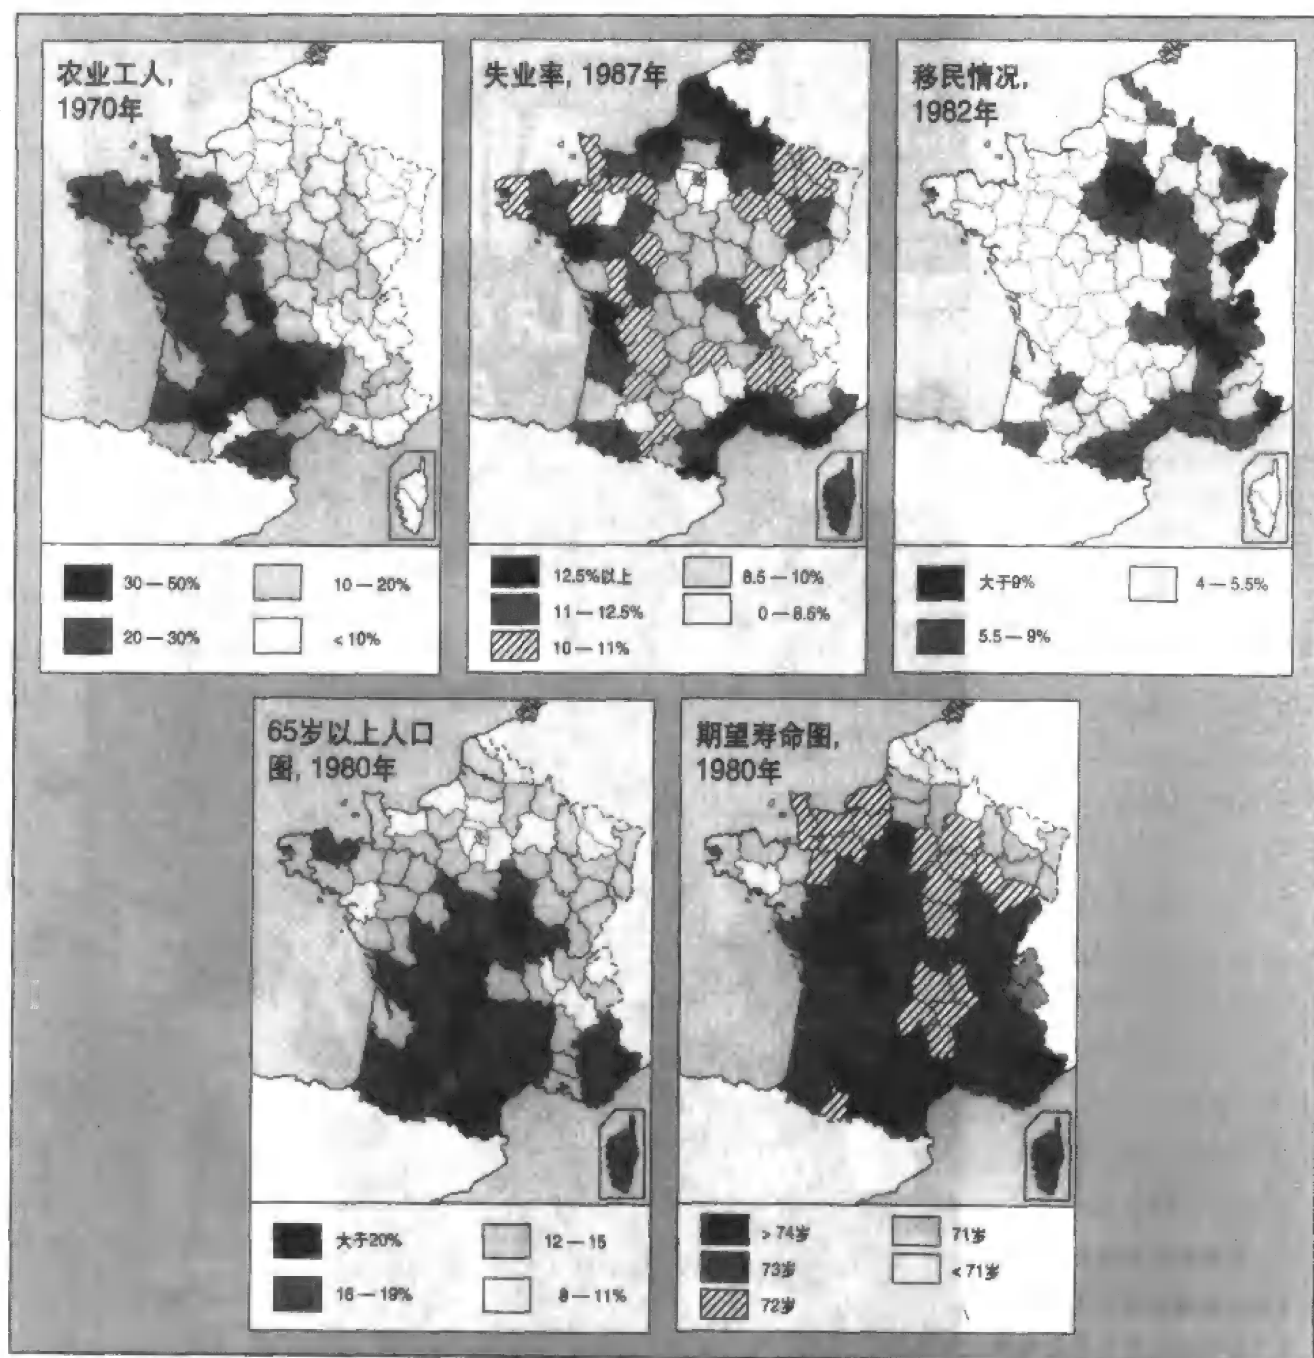 农业工人,
1970年
30—50%
10—20%
20—30%
<10%
失业率, 1987年
12.5%以上
8.5—10%
11—12.5%
0—8.5%
10—11%
移民情况,
1982年
大于9%
4—5.5%
5.5—9%
65岁以上人口
图, 1980年
大于20%
12—15
16—19%
8—11%
期望寿命图,
1980年
>74岁
71岁
73岁
<71岁
72岁